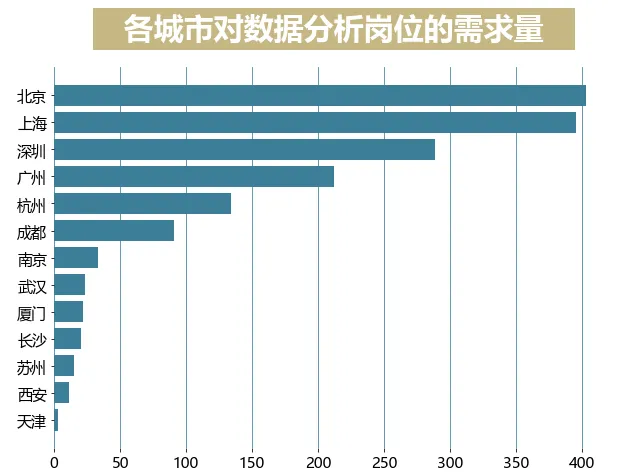 各城市对数据分析岗位的需求量
北京
上海
深圳
广州
杭州
成都
南京
武汉
厦门
长沙
苏州
西安
天津
0 50 100 150 200 250 300 350 400